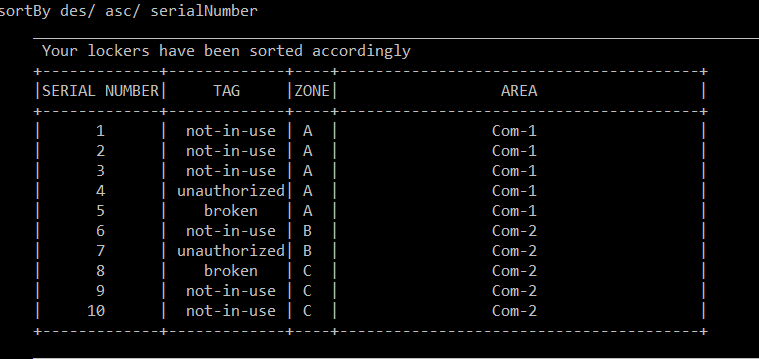 sortBy des/ asc/ serialNumber
____________________________________________________________________________________
Your lockers have been sorted accordingly
+-------------+-------------+----+----------------------------------------+
|SERIAL NUMBER|     TAG     |ZONE|                  AREA                  |
+-------------+-------------+----+----------------------------------------+
|      1      |  not-in-use | A  |                 Com-1                  |
|      2      |  not-in-use | A  |                 Com-1                  |
|      3      |  not-in-use | A  |                 Com-1                  |
|      4      | unauthorized| A  |                 Com-1                  |
|      5      |    broken   | A  |                 Com-1                  |
|      6      |  not-in-use | B  |                 Com-2                  |
|      7      | unauthorized| B  |                 Com-2                  |
|      8      |    broken   | C  |                 Com-2                  |
|      9      |  not-in-use | C  |                 Com-2                  |
|     10      |  not-in-use | C  |                 Com-2                  |
+-------------+-------------+----+----------------------------------------+